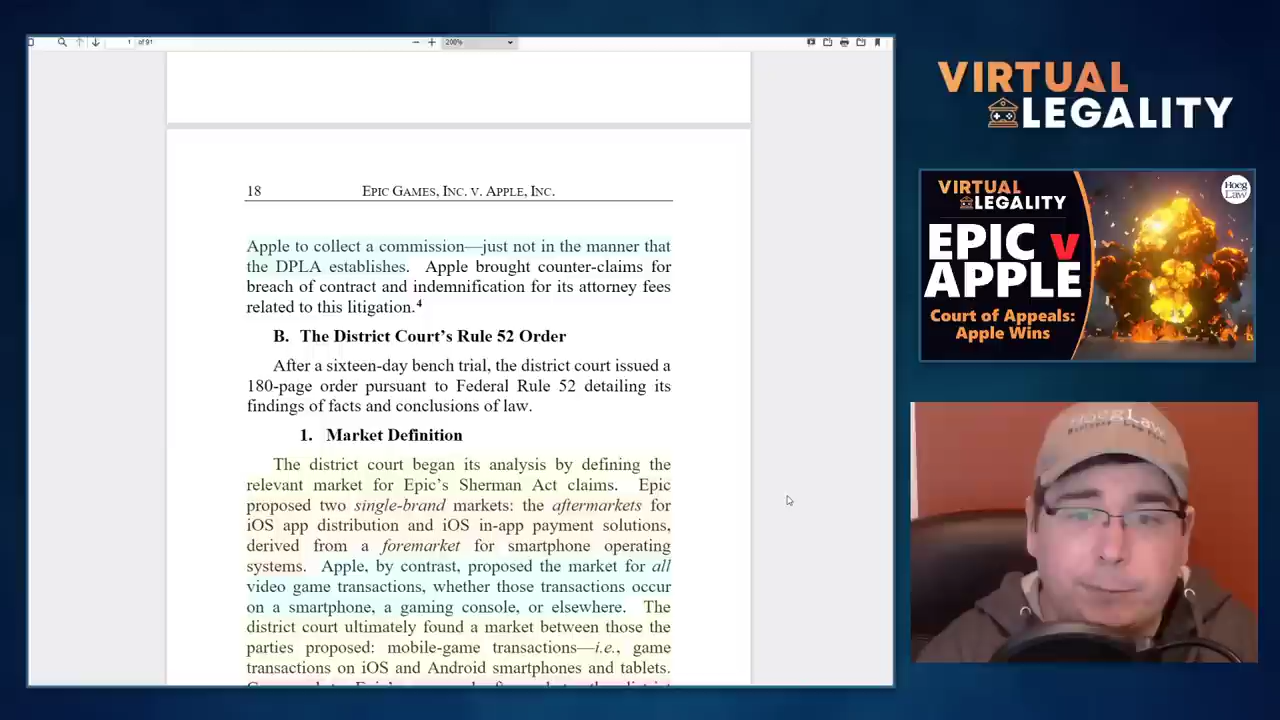 1 of 91
200%
18 EPIC GAMES, INC. V. APPLE, INC.
Apple to collect a commission—just not in the manner that
the DPLA establishes. Apple brought counter-claims for
breach of contract and indemnification for its attorney fees
related to this litigation.4
B. The District Court's Rule 52 Order
After a sixteen-day bench trial, the district court issued a
180-page order pursuant to Federal Rule 52 detailing its
findings of facts and conclusions of law.
1. Market Definition
The district court began its analysis by defining the
relevant market for Epic's Sherman Act claims. Epic
proposed two single-brand markets: the aftermarkets for
iOS app distribution and iOS in-app payment solutions,
derived from a foremarket for smartphone operating
systems. Apple, by contrast, proposed the market for all
video game transactions, whether those transactions occur
on a smartphone, a gaming console, or elsewhere. The
district court ultimately found a market between those the
parties proposed: mobile-game transactions—i.e., game
transactions on iOS and Android smartphones and tablets.
VIRTUAL
LEGALITY
VIRTUAL
LEGALITY
Hoeg
Law
EPIC v
APPLE
Court of Appeals:
Apple Wins
HOEG LAW